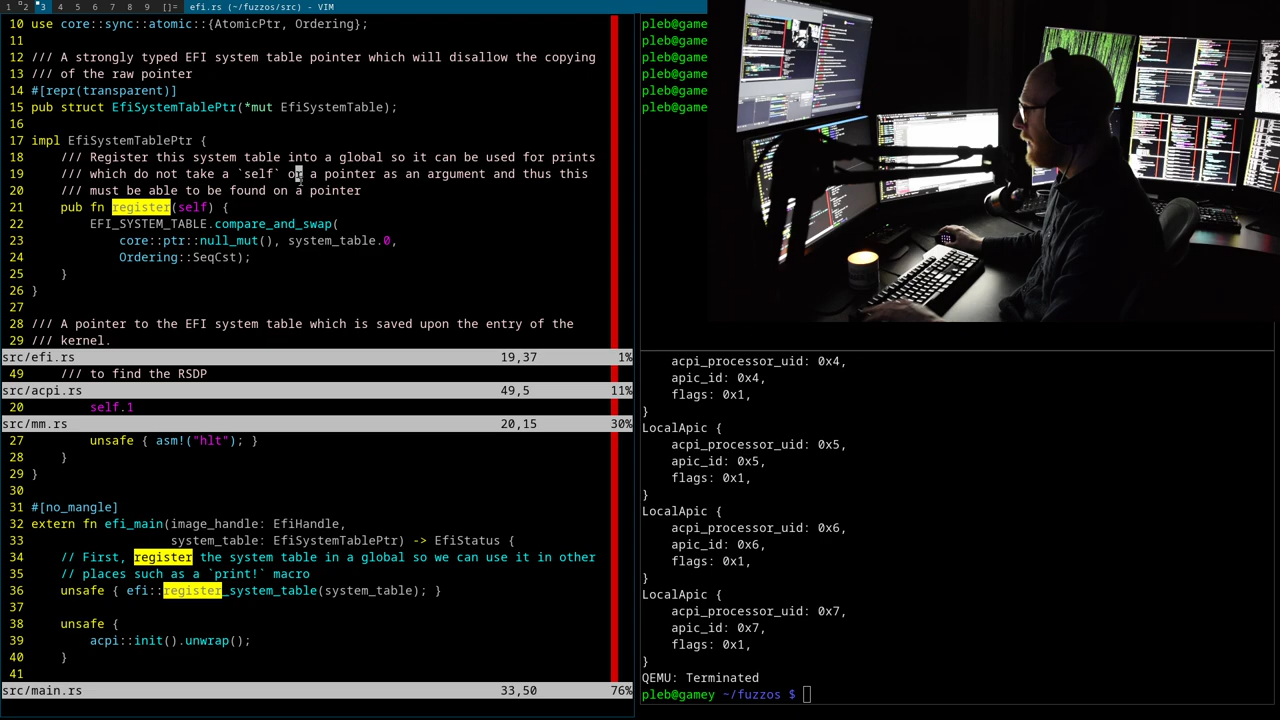 1 2 3 4 5 6 7 8 9 []= efi.rs (~/fuzzos/src) - VIM
10 use core::sync::atomic::{AtomicPtr, Ordering};
11
12 /// A strongly typed EFI system table pointer which will disallow the copying
13 /// of the raw pointer
14 #[repr(transparent)]
15 pub struct EfiSystemTablePtr(*mut EfiSystemTable);
16
17 impl EfiSystemTablePtr {
18     /// Register this system table into a global so it can be used for prints
19     /// which do not take a `self` or a pointer as an argument and thus this
20     /// must be able to be found on a pointer
21     pub fn register(self) {
22         EFI_SYSTEM_TABLE.compare_and_swap(
23             core::ptr::null_mut(), system_table.0,
24             Ordering::SeqCst);
25     }
26 }
27
28 /// A pointer to the EFI system table which is saved upon the entry of the
29 /// kernel.
src/efi.rs 19,37 1%
49     /// to find the RSDP
src/acpi.rs 49,5 11%
20         self.1
src/mm.rs 20,15 30%
27         unsafe { asm!("hlt"); }
28     }
29 }
30
31 #[no_mangle]
32 extern fn efi_main(image_handle: EfiHandle,
33                    system_table: EfiSystemTablePtr) -> EfiStatus {
34     // First, register the system table in a global so we can use it in other
35     // places such as a `print!` macro
36     unsafe { efi::register_system_table(system_table); }
37
38     unsafe {
39         acpi::init().unwrap();
40     }
41
src/main.rs 33,50 76%
pleb@game
pleb@game
pleb@game
pleb@game
pleb@game
pleb@game
    acpi_processor_uid: 0x4,
    apic_id: 0x4,
    flags: 0x1,
}
LocalApic {
    acpi_processor_uid: 0x5,
    apic_id: 0x5,
    flags: 0x1,
}
LocalApic {
    acpi_processor_uid: 0x6,
    apic_id: 0x6,
    flags: 0x1,
}
LocalApic {
    acpi_processor_uid: 0x7,
    apic_id: 0x7,
    flags: 0x1,
}
QEMU: Terminated
pleb@gamey ~/fuzzos $